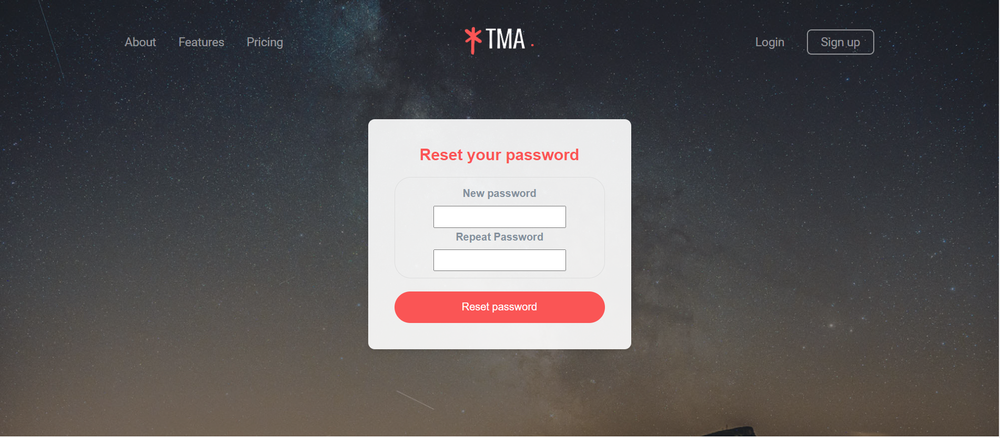 About Features Pricing TMA . Login Sign up
Reset your password
New password
Repeat Password
Reset password